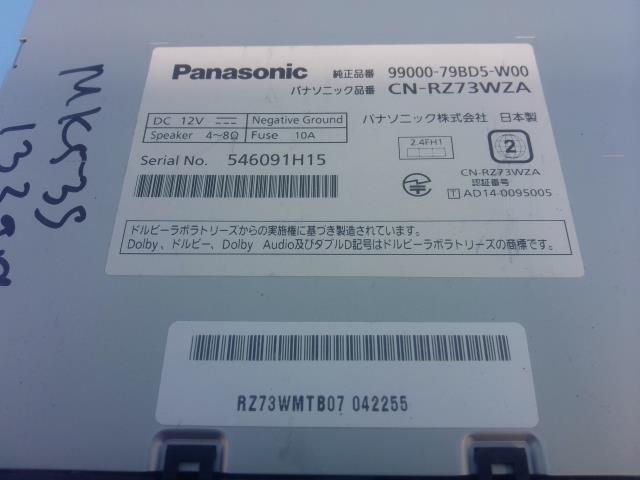 Panasonic 純正品番 99000-79BD5-W00
パナソニック品番 CN-RZ73WZA
DC 12V Negative Ground
Speaker 4~8Ω Fuse 10A
パナソニック株式会社 日本製
Serial No. 546091H15
2.4FH1
2
CN-RZ73WZA
認証番号
T AD14-0095005
ドルビーラボラトリーズからの実施権に基づき製造されています。
Dolby、ドルビー、Dolby Audio及びダブルD記号はドルビーラボラトリーズの商標です。
RZ73WMTB07 042255
MK53S